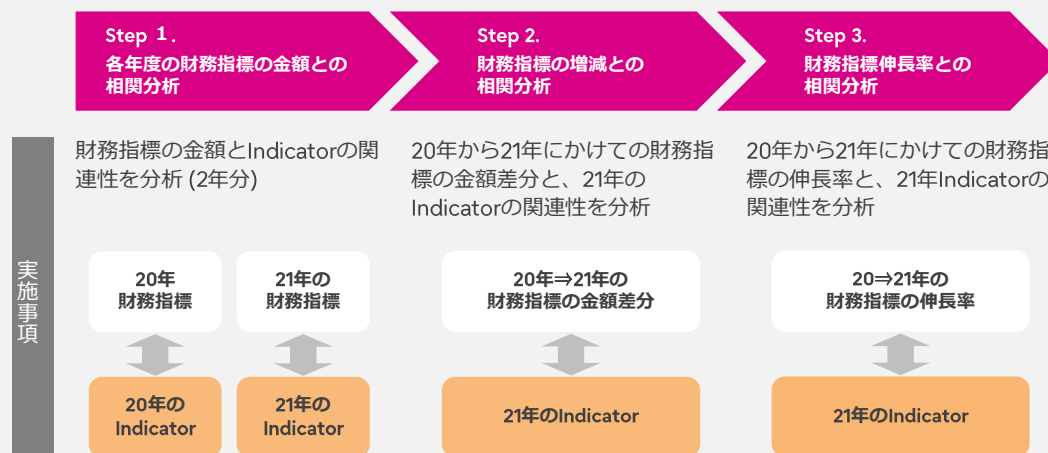 Step 1.
各年度の財務指標の金額との
相関分析
Step 2.
財務指標の増減との
相関分析
Step 3.
財務指標伸長率との
相関分析
実施事項
財務指標の金額とIndicatorの関
連性を分析 (2年分)
20年から21年にかけての財務指
標の金額差分と、21年の
Indicatorの関連性を分析
20年から21年にかけての財務指
標の伸長率と、21年Indicatorの
関連性を分析
20年
財務指標
21年の
財務指標
20年⇒21年の
財務指標の金額差分
20⇒21年の
財務指標の伸長率
20年の
Indicator
21年の
Indicator
21年のIndicator
21年のIndicator